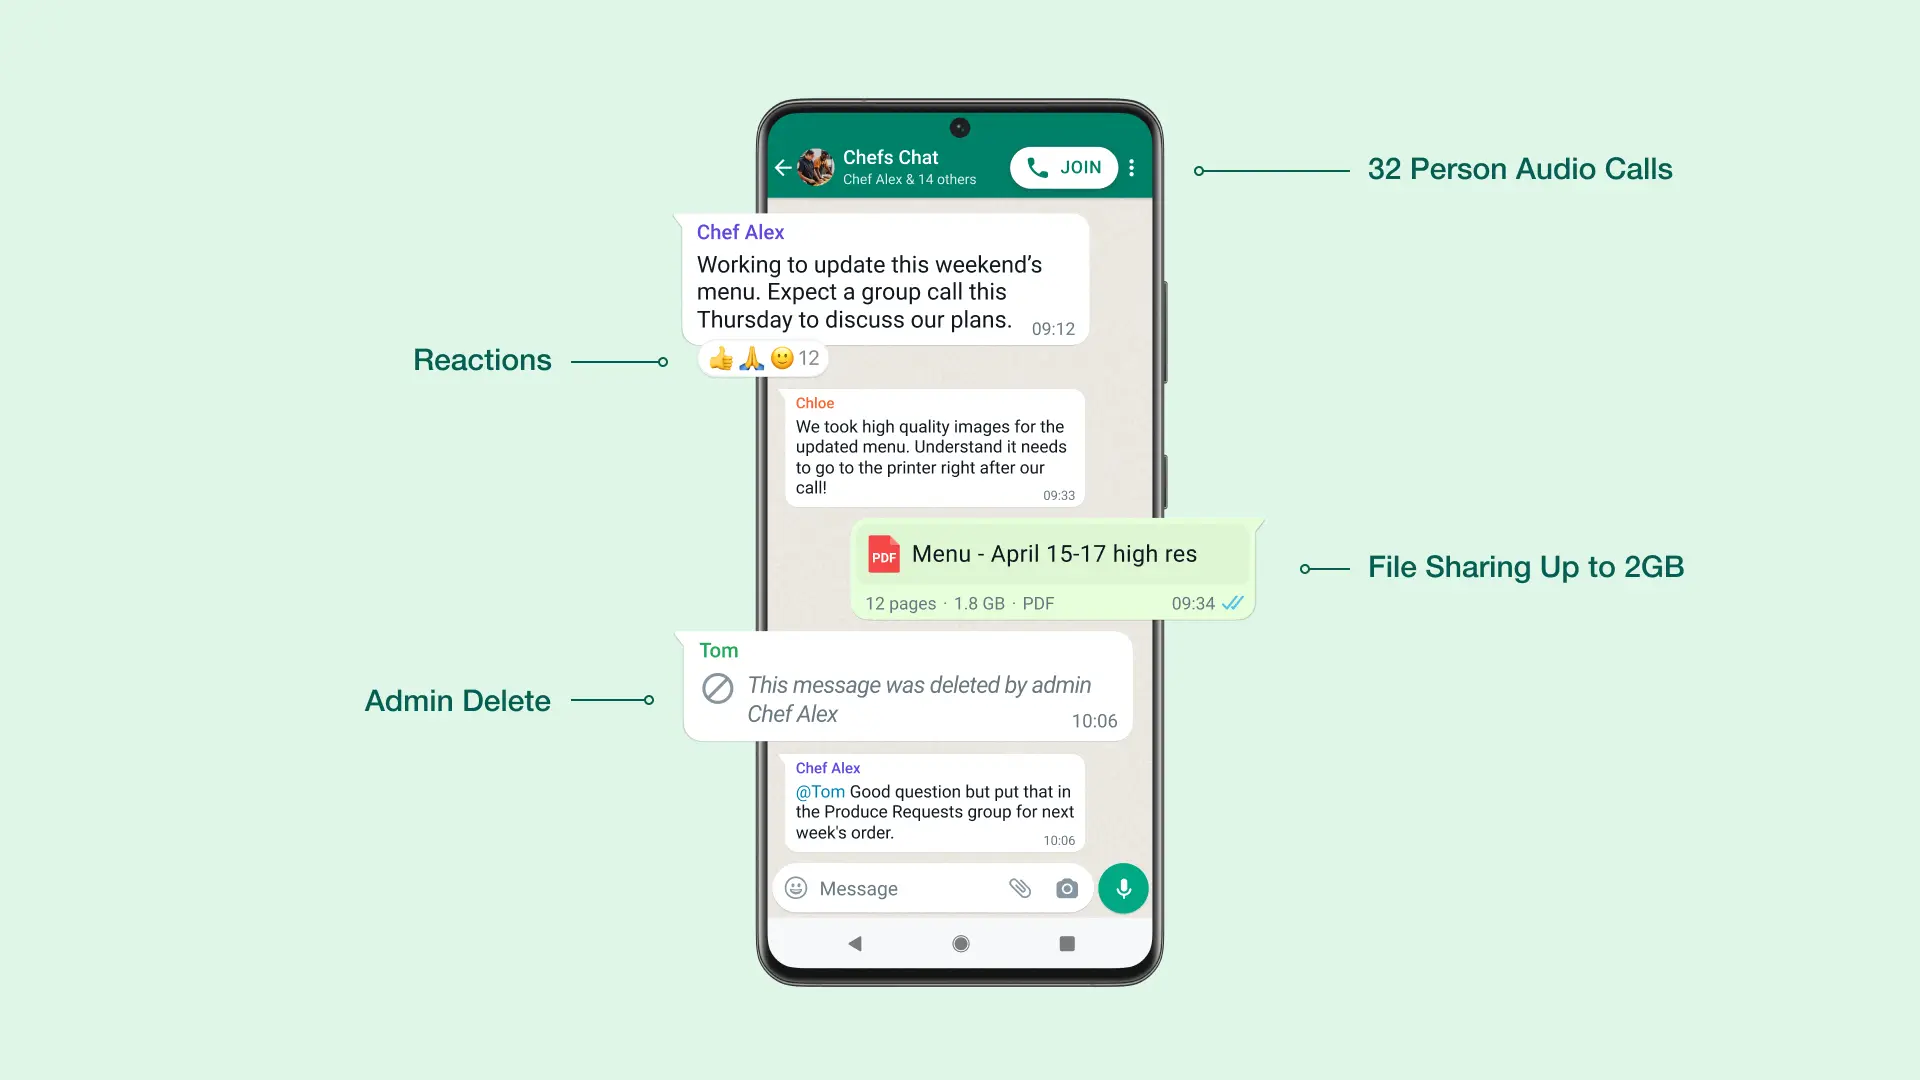 Chefs Chat
Chef Alex & 14 others
JOIN
32 Person Audio Calls
Chef Alex
Working to update this weekend’s
menu. Expect a group call this
Thursday to discuss our plans.
09:12
Reactions
12
Chloe
We took high quality images for the
updated menu. Understand it needs
to go to the printer right after our
call!
09:33
PDF
Menu - April 15-17 high res
12 pages · 1.8 GB · PDF
09:34
File Sharing Up to 2GB
Tom
This message was deleted by admin
Chef Alex
10:06
Admin Delete
Chef Alex
@Tom Good question but put that in
the Produce Requests group for next
week's order.
10:06
Message